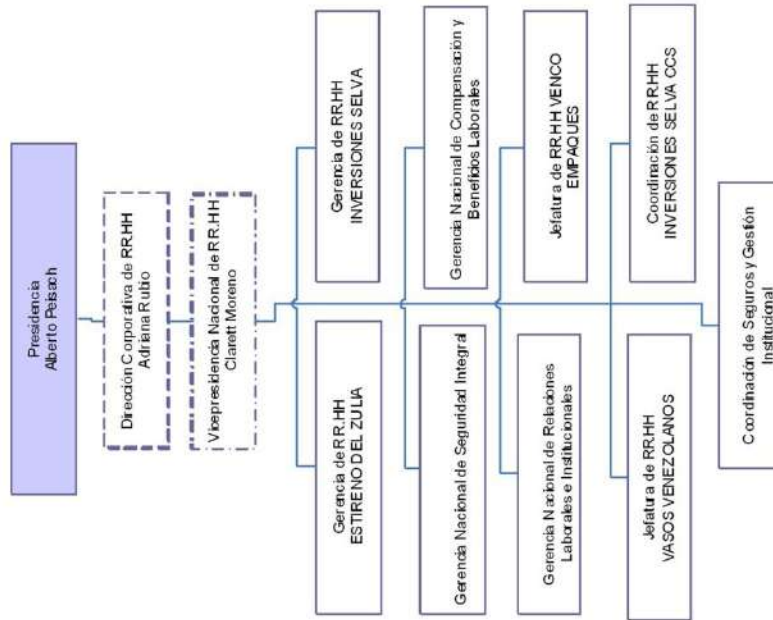 Presidencia
Alberto Peisach
Dirección Corporativa de RR.HH
Adriana Rubio
Vicepresidencia Nacional de RR.HH
Clarett Moreno
Gerencia de RR.HH
ESTIRENO DEL ZULIA
Gerencia de RR.HH
INVERSIONES SELVA
Gerencia Nacional de Seguridad Integral
Gerencia Nacional de Compensación y
Beneficios Laborales
Gerencia Nacional de Relaciones
Laborales e Institucionales
Jefatura de RR.HH VENCO
EMPAQUES
Jefatura de RR.HH
VASOS VENEZOLANOS
Coordinación de RR.HH
INVERSIONES SELVA CCS
Coordinación de Seguros y Gestión
Institucional